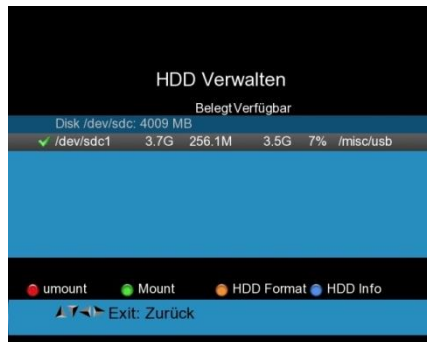 HDD Verwalten
Belegt Verfügbar
Disk /dev/sdc: 4009 MB
/dev/sdc1 3.7G 256.1M 3.5G 7% /misc/usb
umount Mount HDD Format HDD Info
Exit: Zurück